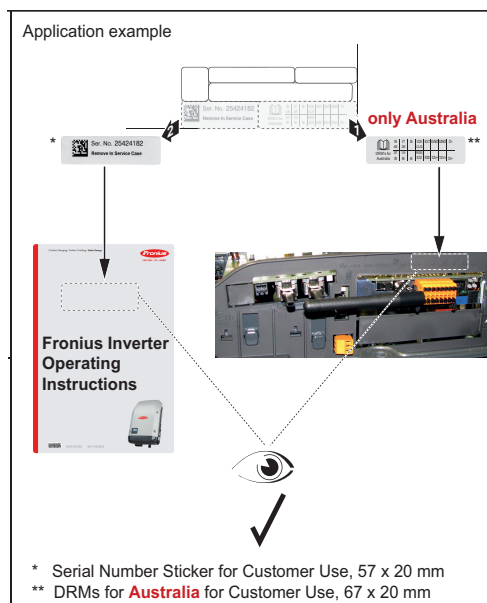 Application example
Ser. No. 25424182
Remove in Service Case
2
1
only Australia
*
Ser. No. 25424182
Remove in Service Case
DRMs for
Australia
**
Fronius
Fronius Inverter
Operating
Instructions
* Serial Number Sticker for Customer Use, 57 x 20 mm
** DRMs for Australia for Customer Use, 67 x 20 mm